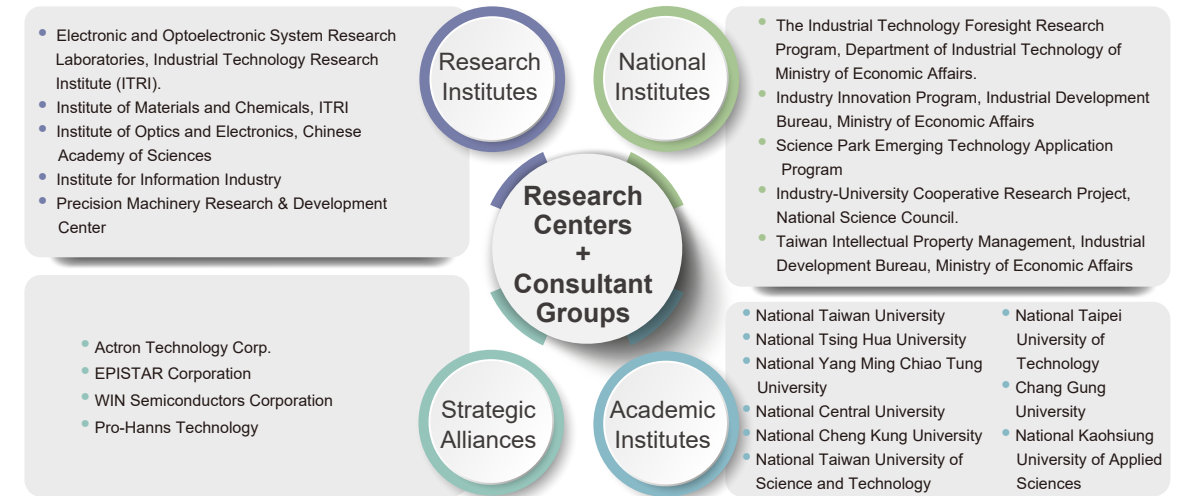 Electronic and Optoelectronic System Research
Laboratories, Industrial Technology Research
Institute (ITRI).
Institute of Materials and Chemicals, ITRI
Institute of Optics and Electronics, Chinese
Academy of Sciences
Institute for Information Industry
Precision Machinery Research & Development
Center
Research
Institutes
National
Institutes
The Industrial Technology Foresight Research
Program, Department of Industrial Technology of
Ministry of Economic Affairs.
Industry Innovation Program, Industrial Development
Bureau, Ministry of Economic Affairs
Science Park Emerging Technology Application
Program
Industry-University Cooperative Research Project,
National Science Council.
Taiwan Intellectual Property Management, Industrial
Development Bureau, Ministry of Economic Affairs
Research
Centers
+
Consultant
Groups
Actron Technology Corp.
EPISTAR Corporation
WIN Semiconductors Corporation
Pro-Hanns Technology
Strategic
Alliances
Academic
Institutes
National Taiwan University
National Tsing Hua University
National Yang Ming Chiao Tung
University
National Central University
National Cheng Kung University
National Taiwan University of
Science and Technology
National Taipei
University of
Technology
Chang Gung
University
National Kaohsiung
University of Applied
Sciences